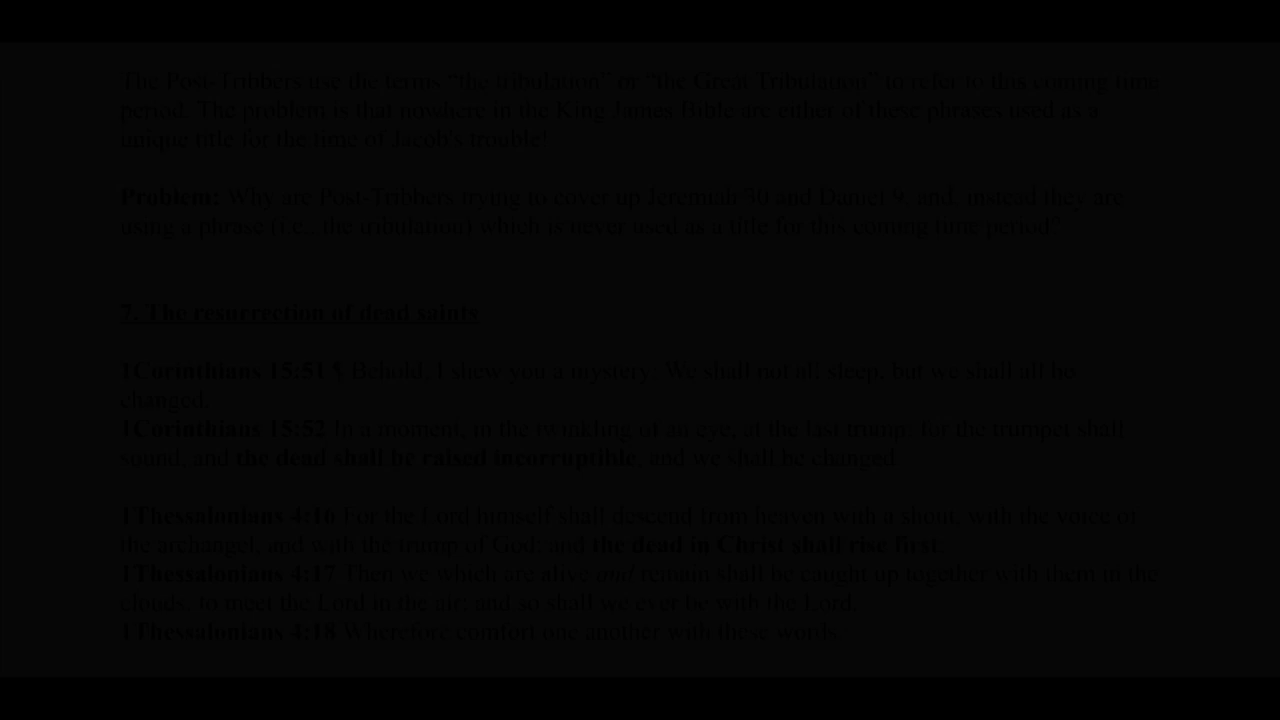 The Post-Tribbers use the terms “the tribulation” or “the Great Tribulation” to refer to this coming time
period. The problem is that nowhere in the King James Bible are either of these phrases used as a
unique title for the time of Jacob's trouble!
Problem: Why are Post-Tribbers trying to cover up Jeremiah 30 and Daniel 9, and, instead they are
using a phrase (i.e., the tribulation) which is never used as a title for this coming time period?
7. The resurrection of dead saints
1Corinthians 15:51 ¶ Behold, I shew you a mystery; We shall not all sleep, but we shall all be
changed,
1Corinthians 15:52 In a moment, in the twinkling of an eye, at the last trump: for the trumpet shall
sound, and the dead shall be raised incorruptible, and we shall be changed.
1Thessalonians 4:16 For the Lord himself shall descend from heaven with a shout, with the voice of
the archangel, and with the trump of God: and the dead in Christ shall rise first:
1Thessalonians 4:17 Then we which are alive and remain shall be caught up together with them in the
clouds, to meet the Lord in the air: and so shall we ever be with the Lord.
1Thessalonians 4:18 Wherefore comfort one another with these words.